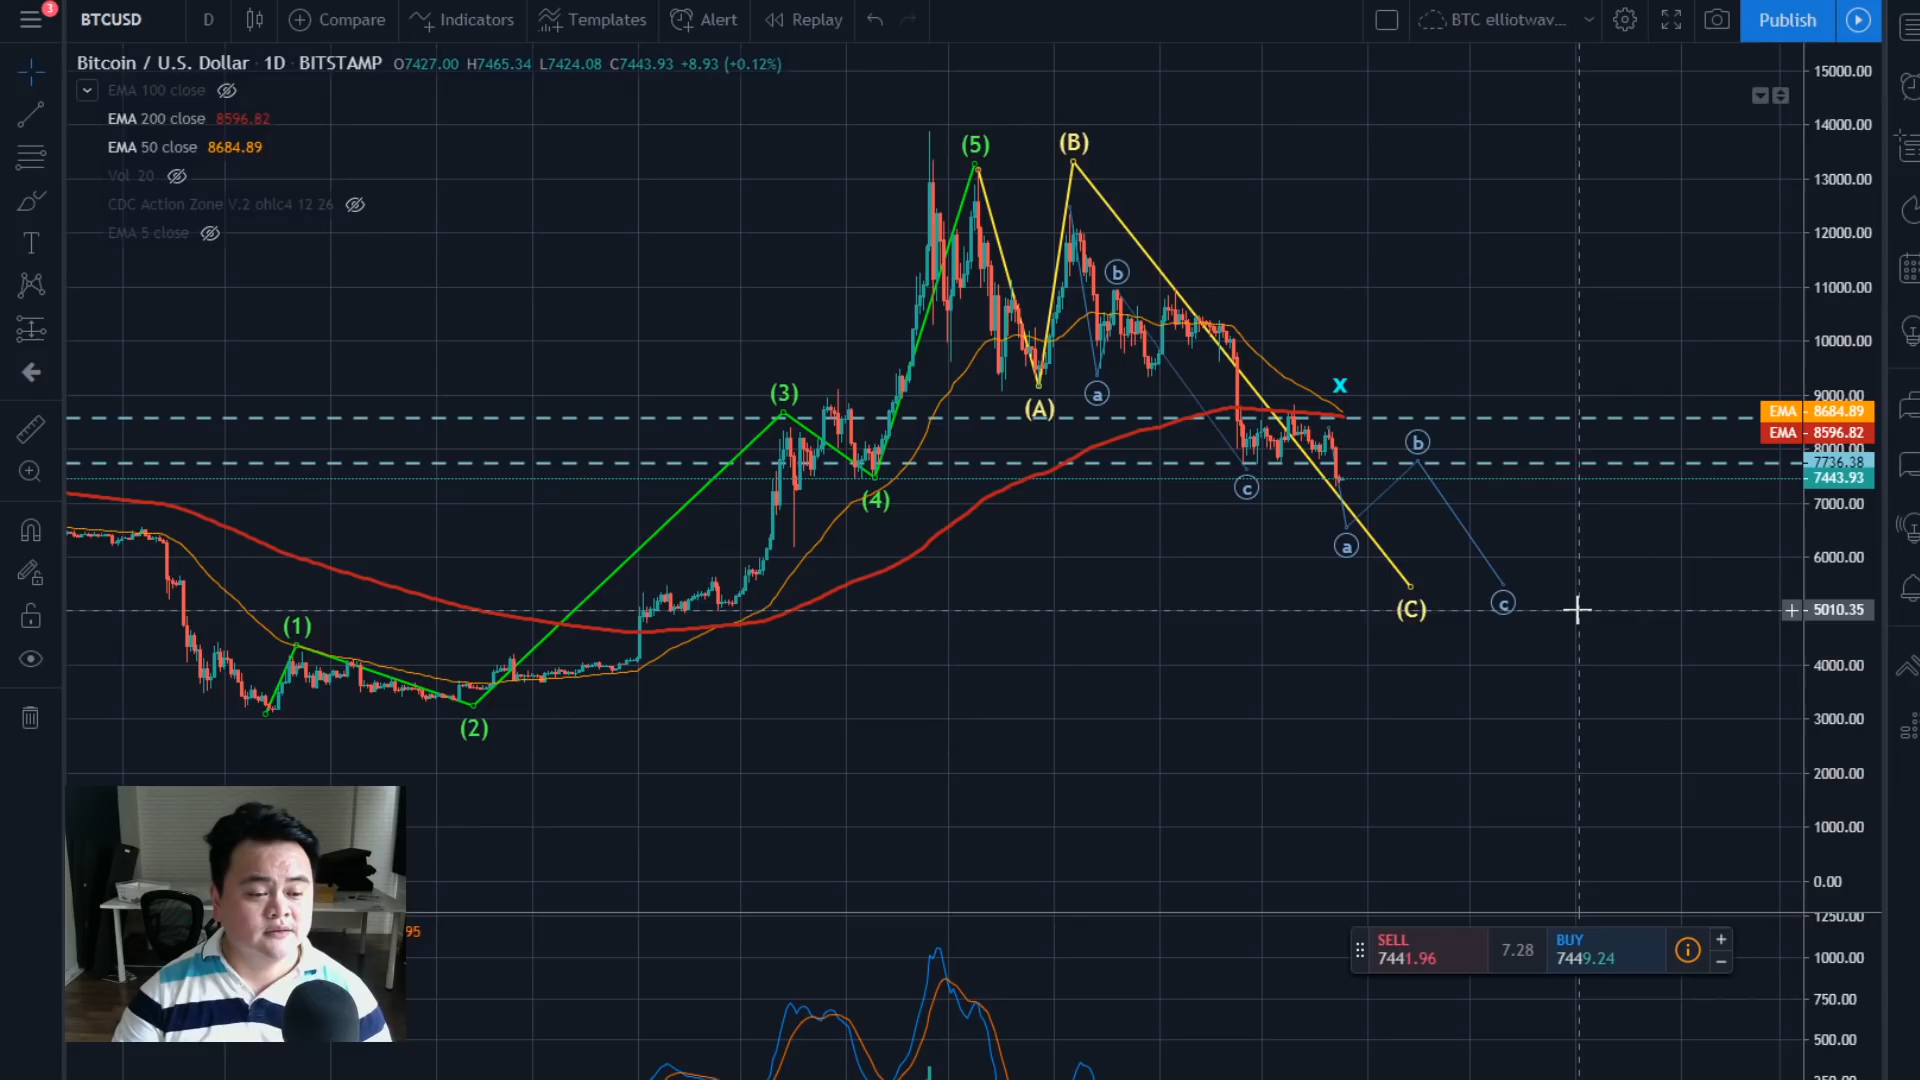 3
BTCUSD D Compare Indicators Templates Alert Replay BTC elliotwav... Publish
Bitcoin / U.S. Dollar 1D BITSTAMP O7427.00 H7465.34 L7424.08 C7443.93 +8.93 (+0.12%)
EMA 100 close
EMA 200 close 8596.82
EMA 50 close 8684.89
Vol 20
CDC Action Zone V.2 ohlc4 12 26
EMA 5 close
15000.00
14000.00
13000.00
12000.00
11000.00
10000.00
9000.00
EMA 8684.89
EMA 8596.82
8000.00
7736.38
7443.93
7000.00
6000.00
5010.35
4000.00
3000.00
2000.00
1000.00
0.00
1250.00
1000.00
750.00
500.00
(1)
(2)
(3)
(4)
(5)
(A)
(B)
(C)
a
b
c
x
a
b
c
95
SELL
7441.96
7.28
BUY
7449.24